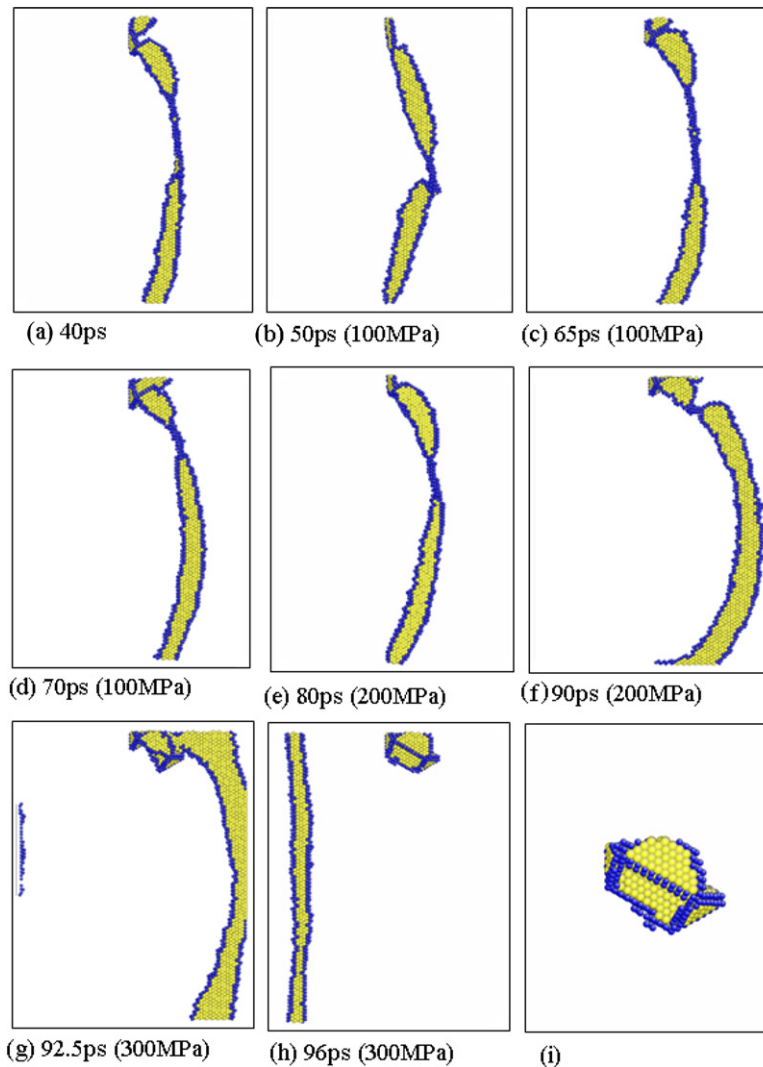 (a) 40ps
(b) 50ps (100MPa)
(c) 65ps (100MPa)
(d) 70ps (100MPa)
(e) 80ps (200MPa)
(f) 90ps (200MPa)
(g) 92.5ps (300MPa)
(h) 96ps (300MPa)
(i)